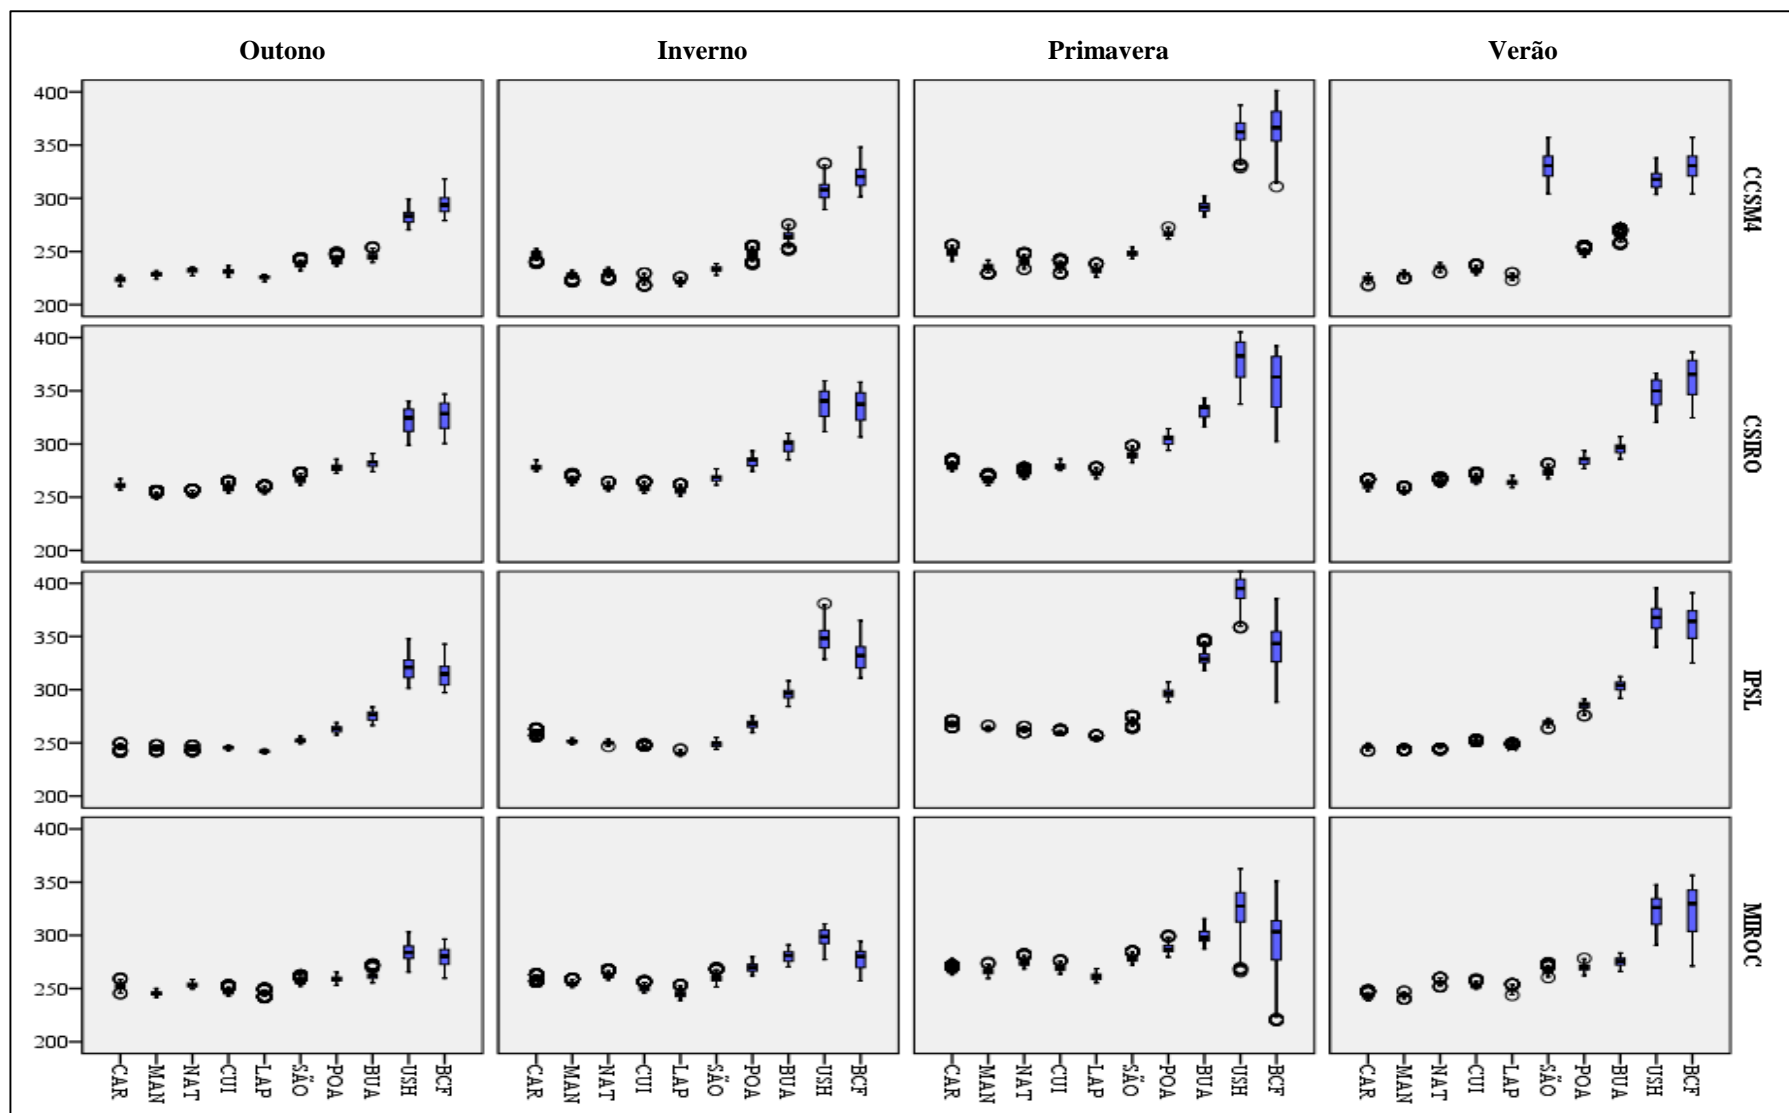 Outono Inverno Primavera Verão
400
350
300
250
200
CCSM4
400
350
300
250
200
CSIRO
400
350
300
250
200
IPSL
400
350
300
250
200
MIROC
CAR MAN NAT CUI LAP SÃO POA BUA USH BCF
CAR MAN NAT CUI LAP SÃO POA BUA USH BCF
CAR MAN NAT CUI LAP SÃO POA BUA USH BCF
CAR MAN NAT CUI LAP SÃO POA BUA USH BCF